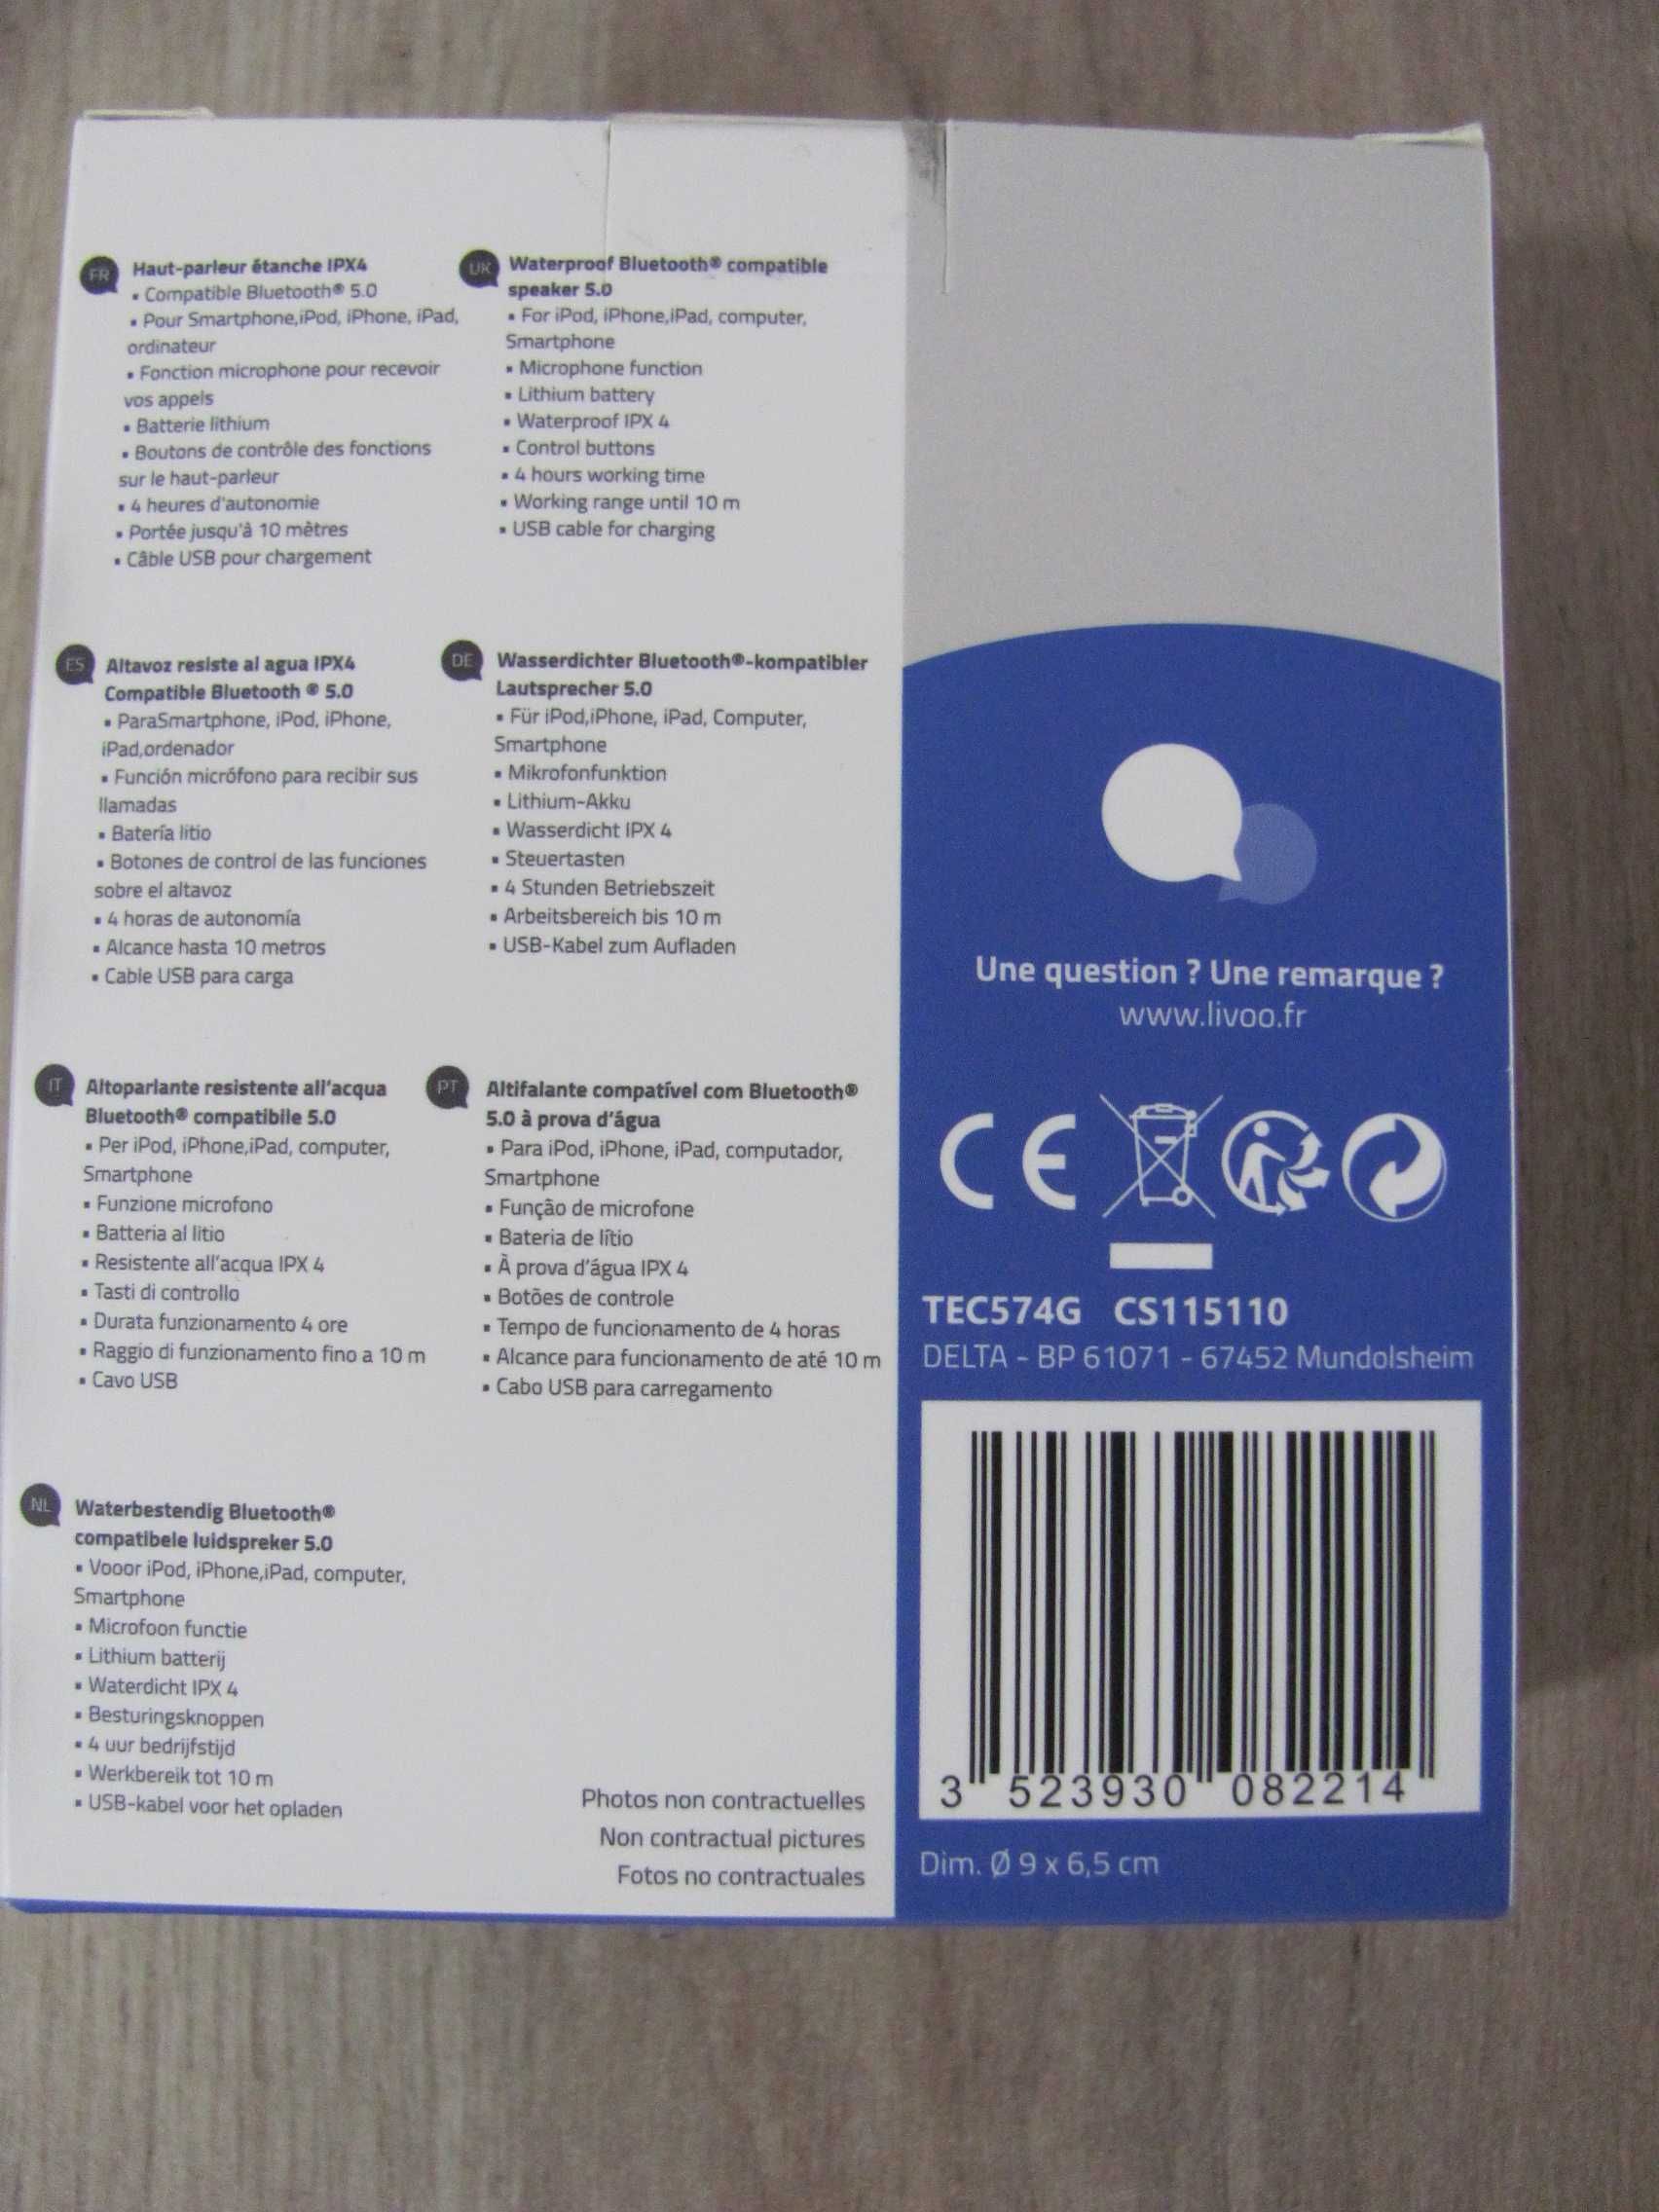 FR
Haut-parleur étanche IPX4
▪ Compatible Bluetooth® 5.0
▪ Pour Smartphone,iPod, iPhone, iPad,
ordinateur
▪ Fonction microphone pour recevoir
vos appels
▪ Batterie lithium
▪ Boutons de contrôle des fonctions
sur le haut-parleur
▪ 4 heures d'autonomie
▪ Portée jusqu'à 10 mètres
▪ Câble USB pour chargement
UK
Waterproof Bluetooth® compatible
speaker 5.0
▪ For iPod, iPhone,iPad, computer,
Smartphone
▪ Microphone function
▪ Lithium battery
▪ Waterproof IPX 4
▪ Control buttons
▪ 4 hours working time
▪ Working range until 10 m
▪ USB cable for charging
ES
Altavoz resiste al agua IPX4
Compatible Bluetooth ® 5.0
▪ ParaSmartphone, iPod, iPhone,
iPad,ordenador
▪ Función micrófono para recibir sus
llamadas
▪ Batería litio
▪ Botones de control de las funciones
sobre el altavoz
▪ 4 horas de autonomía
▪ Alcance hasta 10 metros
▪ Cable USB para carga
DE
Wasserdichter Bluetooth®-kompatibler
Lautsprecher 5.0
▪ Für iPod,iPhone, iPad, Computer,
Smartphone
▪ Mikrofonfunktion
▪ Lithium-Akku
▪ Wasserdicht IPX 4
▪ Steuertasten
▪ 4 Stunden Betriebszeit
▪ Arbeitsbereich bis 10 m
▪ USB-Kabel zum Aufladen
IT
Altoparlante resistente all'acqua
Bluetooth® compatibile 5.0
▪ Per iPod, iPhone,iPad, computer,
Smartphone
▪ Funzione microfono
▪ Batteria al litio
▪ Resistente all'acqua IPX 4
▪ Tasti di controllo
▪ Durata funzionamento 4 ore
▪ Raggio di funzionamento fino a 10 m
▪ Cavo USB
PT
Altifalante compatível com Bluetooth®
5.0 à prova d'água
▪ Para iPod, iPhone, iPad, computador,
Smartphone
▪ Função de microfone
▪ Bateria de lítio
▪ À prova d'água IPX 4
▪ Botões de controle
▪ Tempo de funcionamento de 4 horas
▪ Alcance para funcionamento de até 10 m
▪ Cabo USB para carregamento
NL
Waterbestendig Bluetooth®
compatibele luidspreker 5.0
▪ Vooor iPod, iPhone,iPad, computer,
Smartphone
▪ Microfoon functie
▪ Lithium batterij
▪ Waterdicht IPX 4
▪ Besturingsknoppen
▪ 4 uur bedrijfstijd
▪ Werkbereik tot 10 m
▪ USB-kabel voor het opladen
Photos non contractuelles
Non contractual pictures
Fotos no contractuales
Une question ? Une remarque ?
www.livoo.fr
CE
TEC574G CS115110
DELTA - BP 61071 - 67452 Mundolsheim
3 523930 082214
Dim. Ø 9 x 6,5 cm